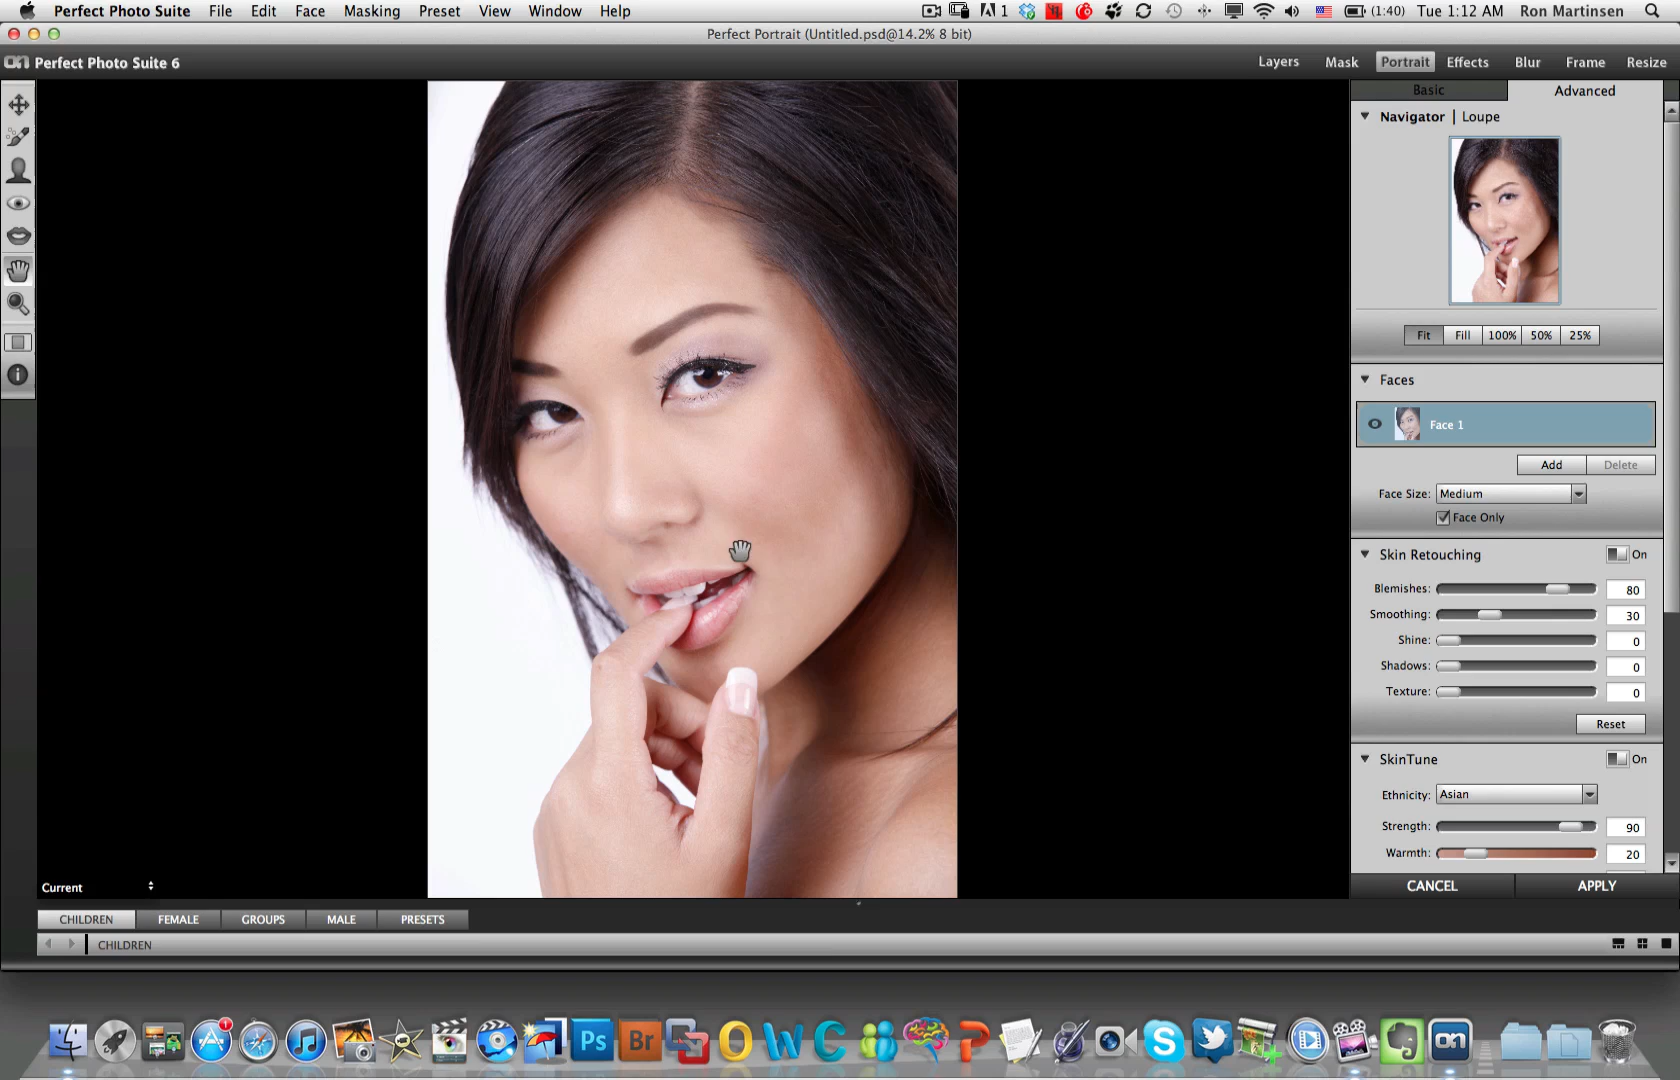 Perfect Photo Suite File Edit Face Masking Preset View Window Help 1 (1:40) Tue 1:12 AM Ron Martinsen
Perfect Portrait (Untitled.psd@14.2% 8 bit)
on Perfect Photo Suite 6 Layers Mask Portrait Effects Blur Frame Resize
Basic Advanced
Navigator | Loupe
Fit Fill 100% 50% 25%
Faces
Face 1
Add Delete
Face Size: Medium
Face Only
Skin Retouching On
Blemishes: 80
Smoothing: 30
Shine: 0
Shadows: 0
Texture: 0
Reset
SkinTune On
Ethnicity: Asian
Strength: 90
Warmth: 20
Current
CANCEL APPLY
CHILDREN FEMALE GROUPS MALE PRESETS
CHILDREN
1
Ps Br O W C P S on